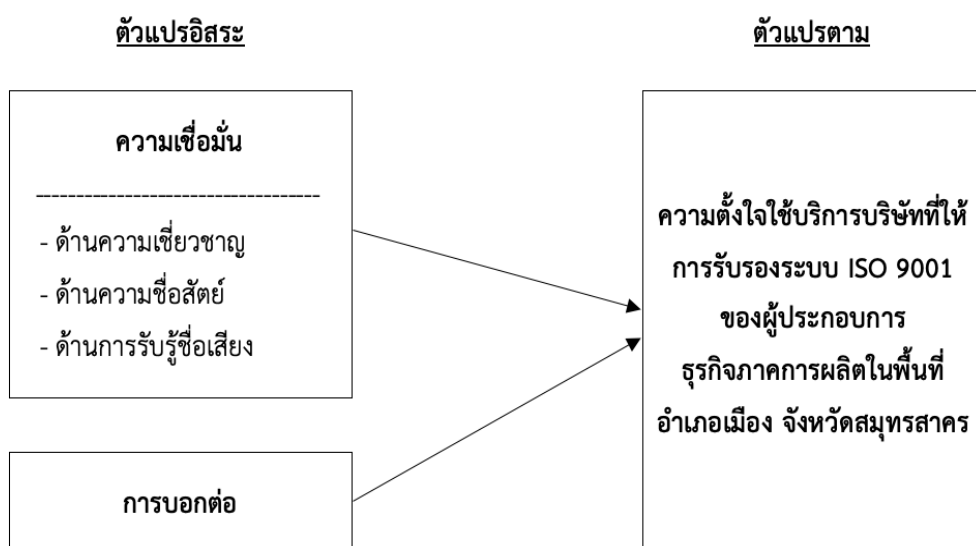 ตัวแปรอิสระ
ตัวแปรตาม
ความเชื่อมั่น
-----------------------------------
- ด้านความเชี่ยวชาญ
- ด้านความซื่อสัตย์
- ด้านการรับรู้ชื่อเสียง
การบอกต่อ
ความตั้งใจใช้บริการบริษัทที่ให้
การรับรองระบบ ISO 9001
ของผู้ประกอบการ
ธุรกิจภาคการผลิตในพื้นที่
อำเภอเมือง จังหวัดสมุทรสาคร